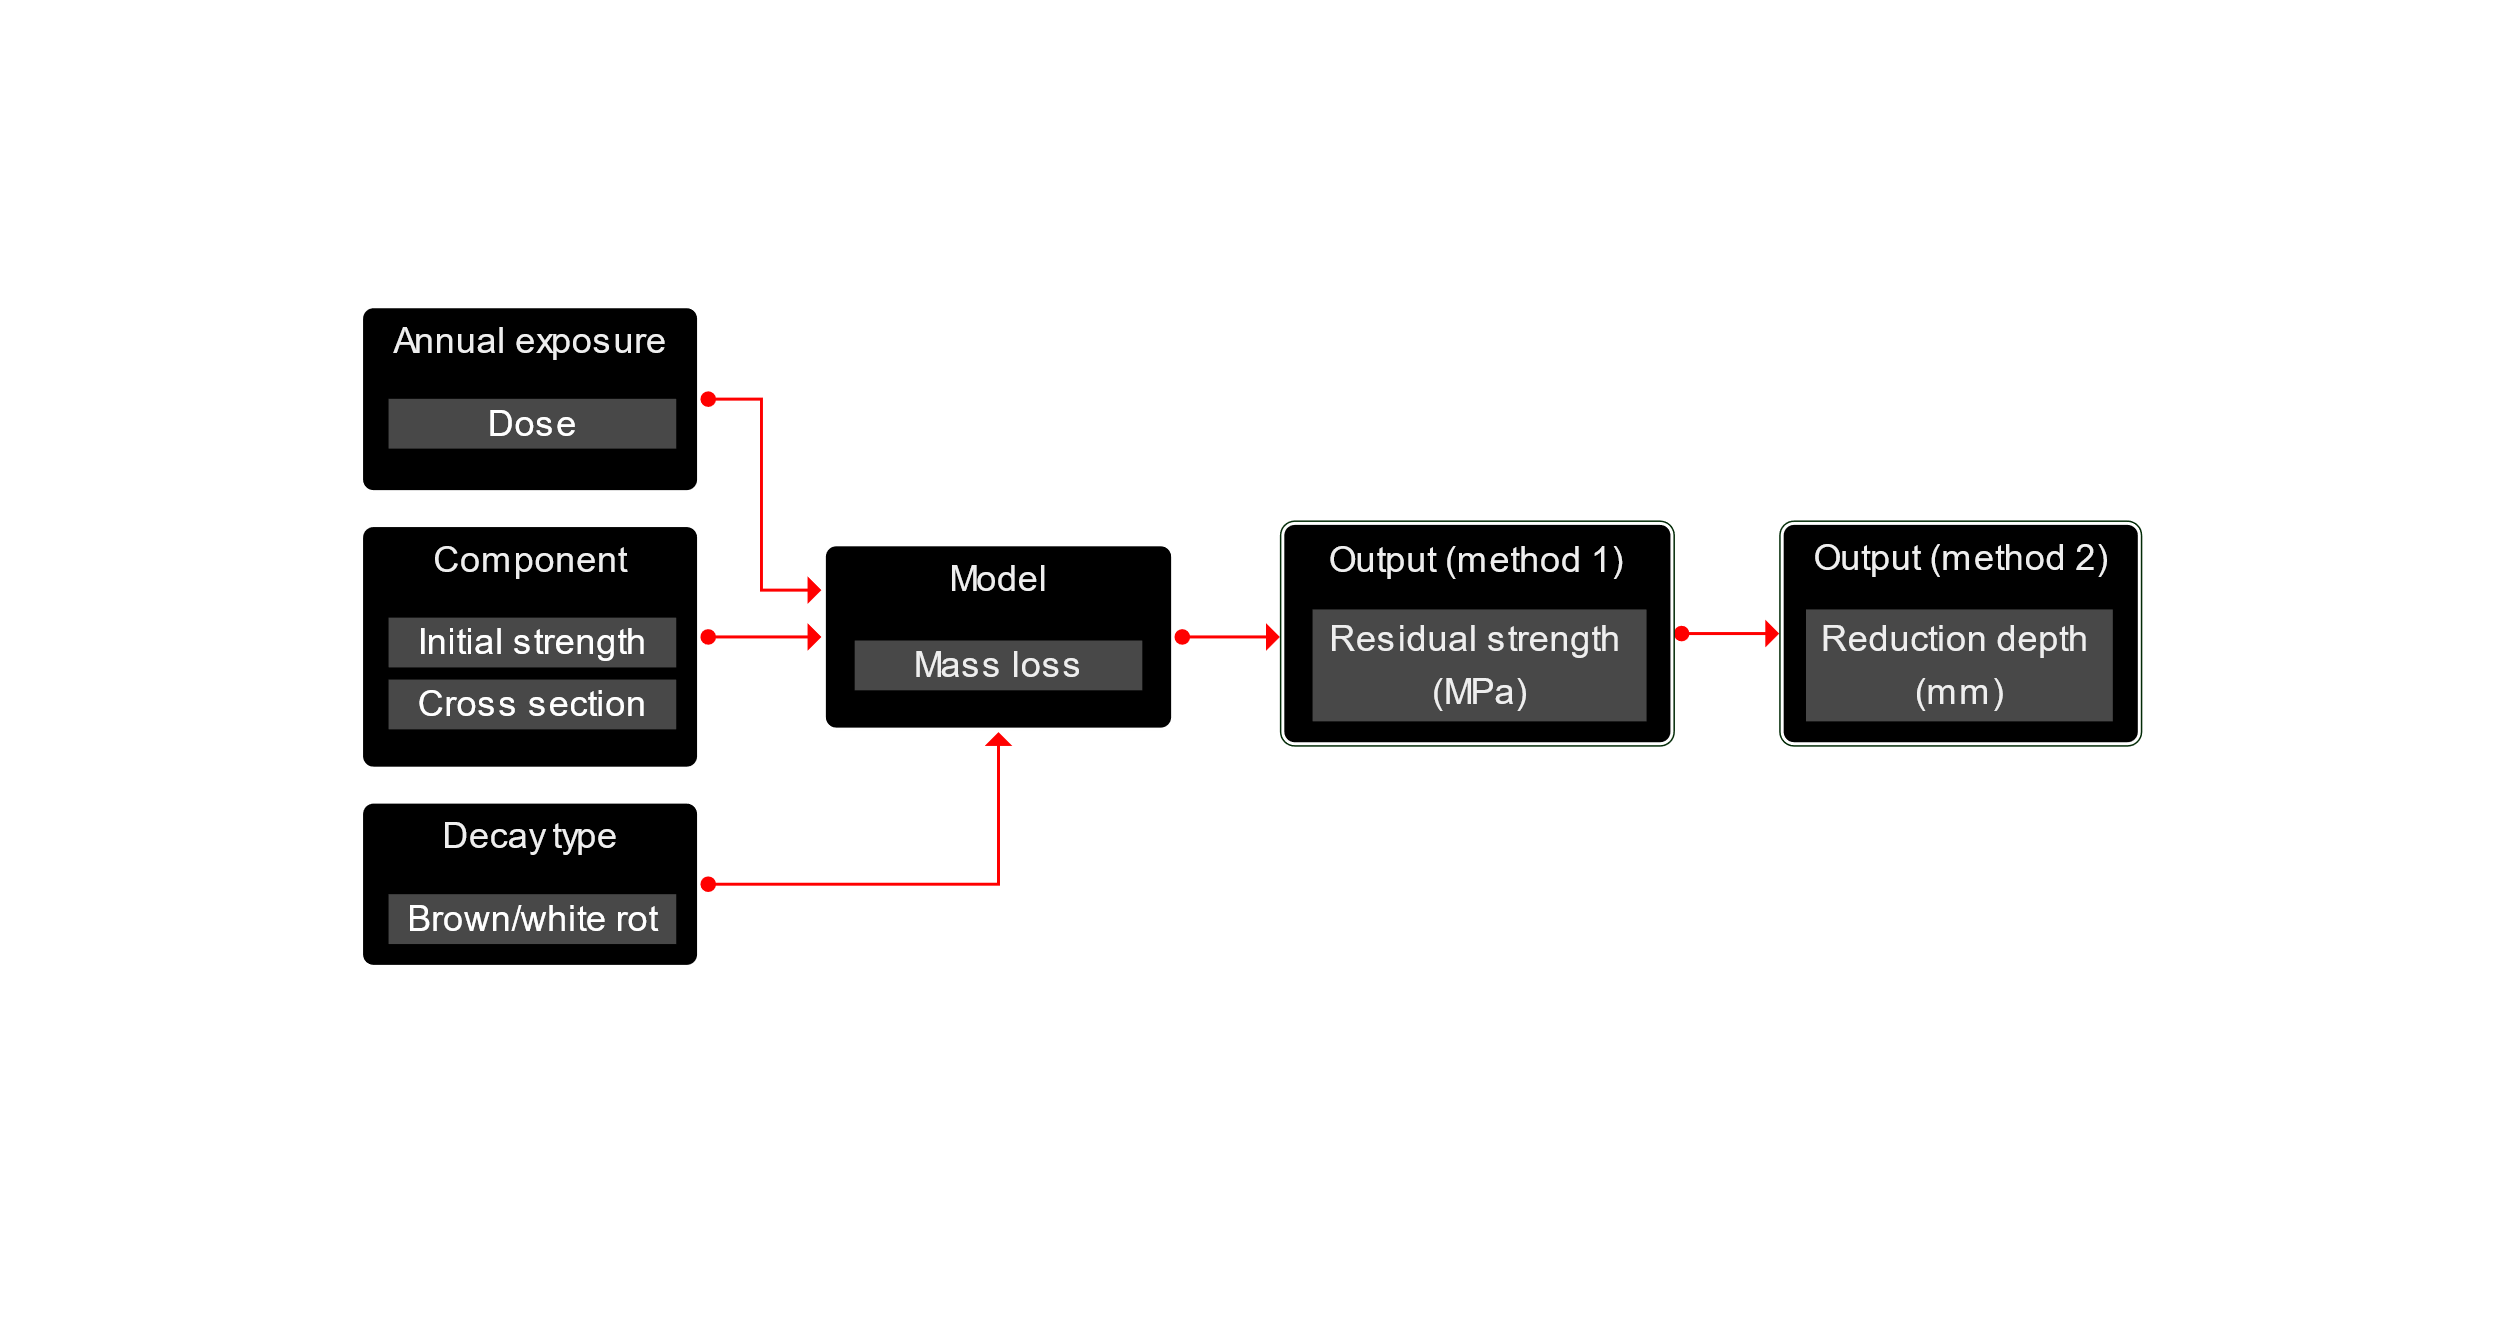 Annual exposure
Dose
Component
Initial strength
Cross section
Decay type
Brown/white rot
Model
Mass loss
Output (method 1)
Residual strength
(MPa)
Output (method 2)
Reduction depth
(mm)